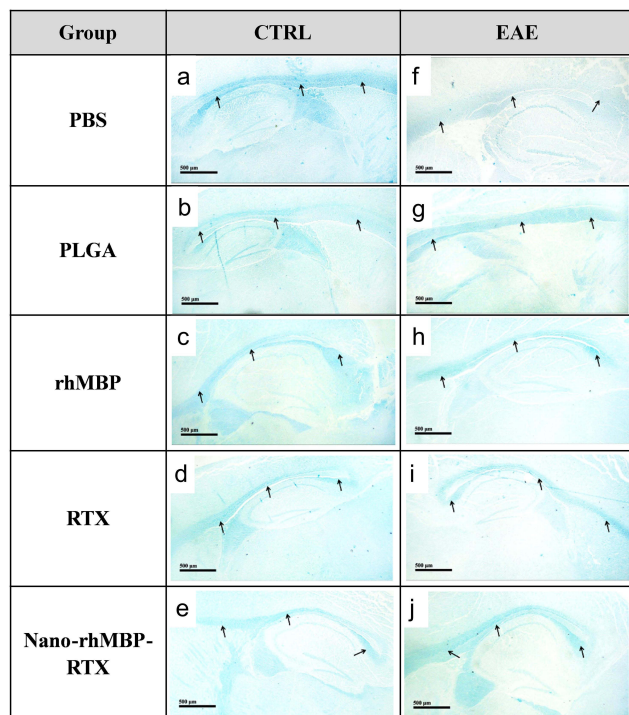 Group CTRL EAE
PBS
a
500 µm
f
500 µm
PLGA
b
500 µm
g
500 µm
rhMBP
c
500 µm
h
500 µm
RTX
d
500 µm
i
500 µm
Nano-rhMBP-
RTX
e
500 µm
j
500 µm